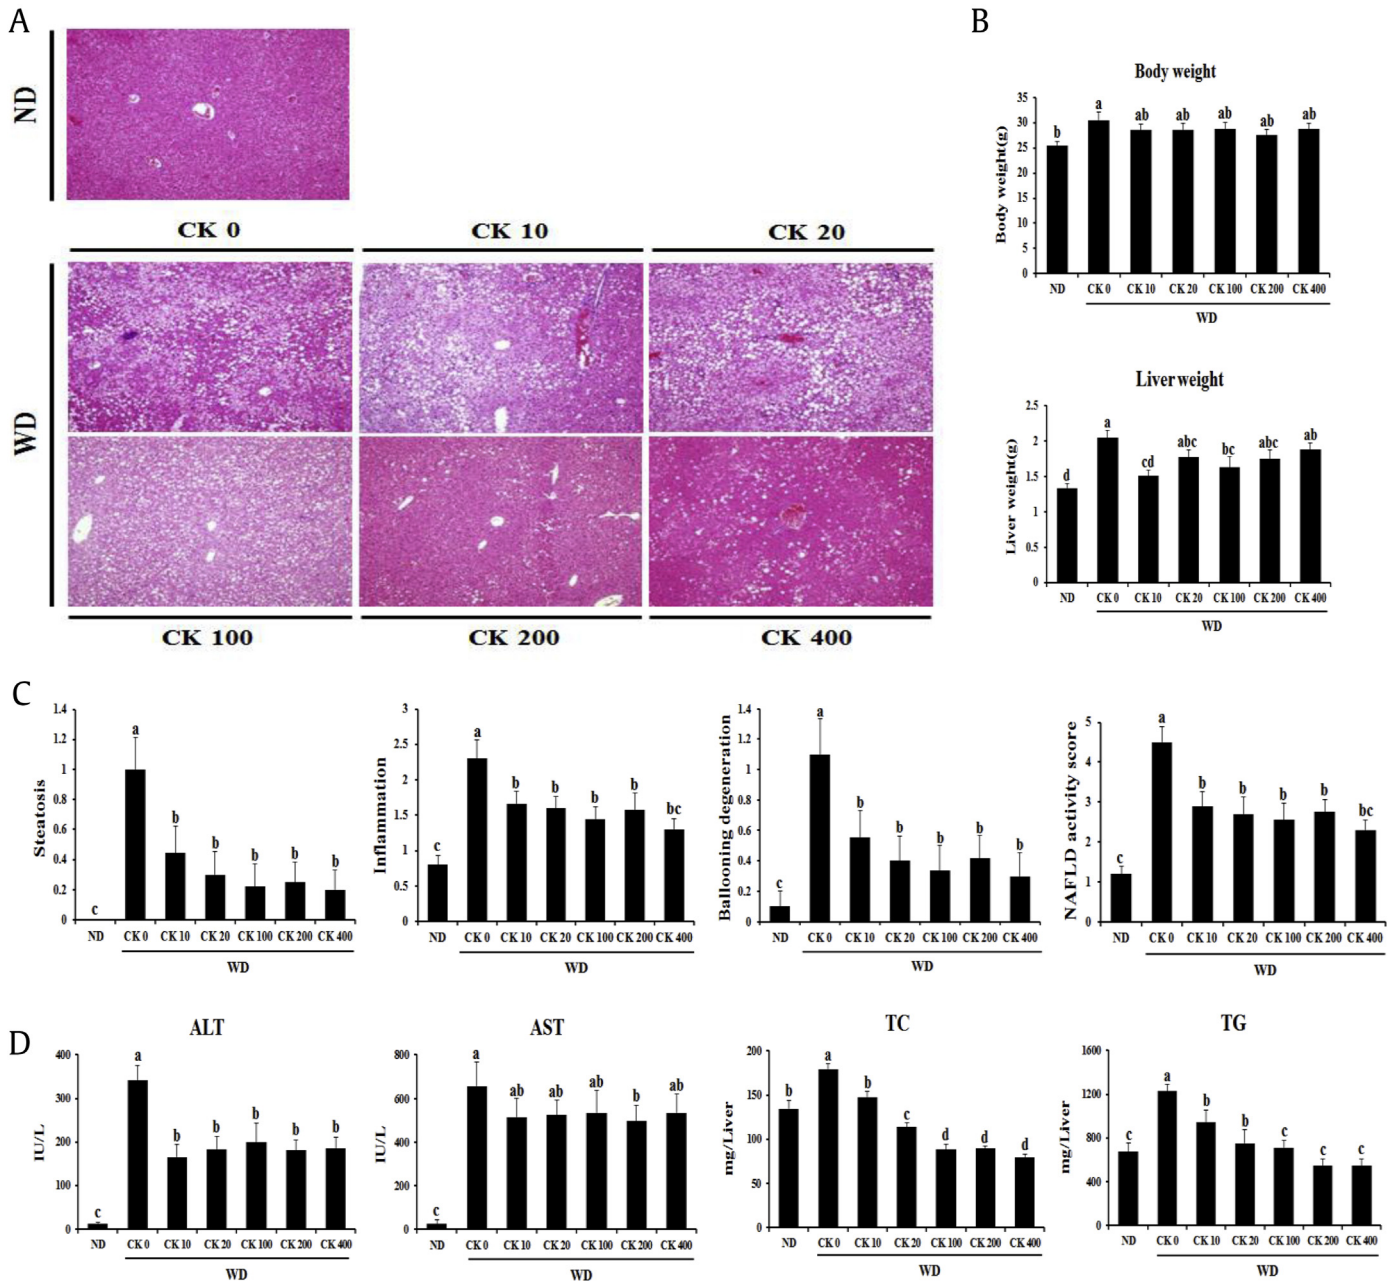 A
ND
CK 0
CK 10
CK 20
WD
CK 100
CK 200
CK 400
B
Body weight
Body weight(g)
35
30
25
20
15
10
5
0
b
a
ab
ab
ab
ab
ab
ND
CK 0
CK 10
CK 20
CK 100
CK 200
CK 400
WD
Liver weight
Liver weight(g)
2.5
2
1.5
1
0.5
0
d
a
cd
abc
bc
abc
ab
ND
CK 0
CK 10
CK 20
CK 100
CK 200
CK 400
WD
C
Steatosis
1.4
1.2
1
0.8
0.6
0.4
0.2
0
c
a
b
b
b
b
b
ND
CK 0
CK 10
CK 20
CK 100
CK 200
CK 400
WD
Inflammation
3
2.5
2
1.5
1
0.5
0
c
a
b
b
b
b
bc
ND
CK 0
CK 10
CK 20
CK 100
CK 200
CK 400
WD
Ballooning degeneration
1.4
1.2
1
0.8
0.6
0.4
0.2
0
c
a
b
b
b
b
b
ND
CK 0
CK 10
CK 20
CK 100
CK 200
CK 400
WD
NAFLD activity score
5
4
3
2
1
0
c
a
b
b
b
b
bc
ND
CK 0
CK 10
CK 20
CK 100
CK 200
CK 400
WD
D
ALT
IU/L
400
300
200
100
0
c
a
b
b
b
b
b
ND
CK 0
CK 10
CK 20
CK 100
CK 200
CK 400
WD
AST
IU/L
800
600
400
200
0
c
a
ab
ab
ab
b
ab
ND
CK 0
CK 10
CK 20
CK 100
CK 200
CK 400
WD
TC
mg/Liver
200
150
100
50
0
b
a
b
c
d
d
d
ND
CK 0
CK 10
CK 20
CK 100
CK 200
CK 400
WD
TG
mg/Liver
1600
1200
800
400
0
c
a
b
b
c
c
c
ND
CK 0
CK 10
CK 20
CK 100
CK 200
CK 400
WD